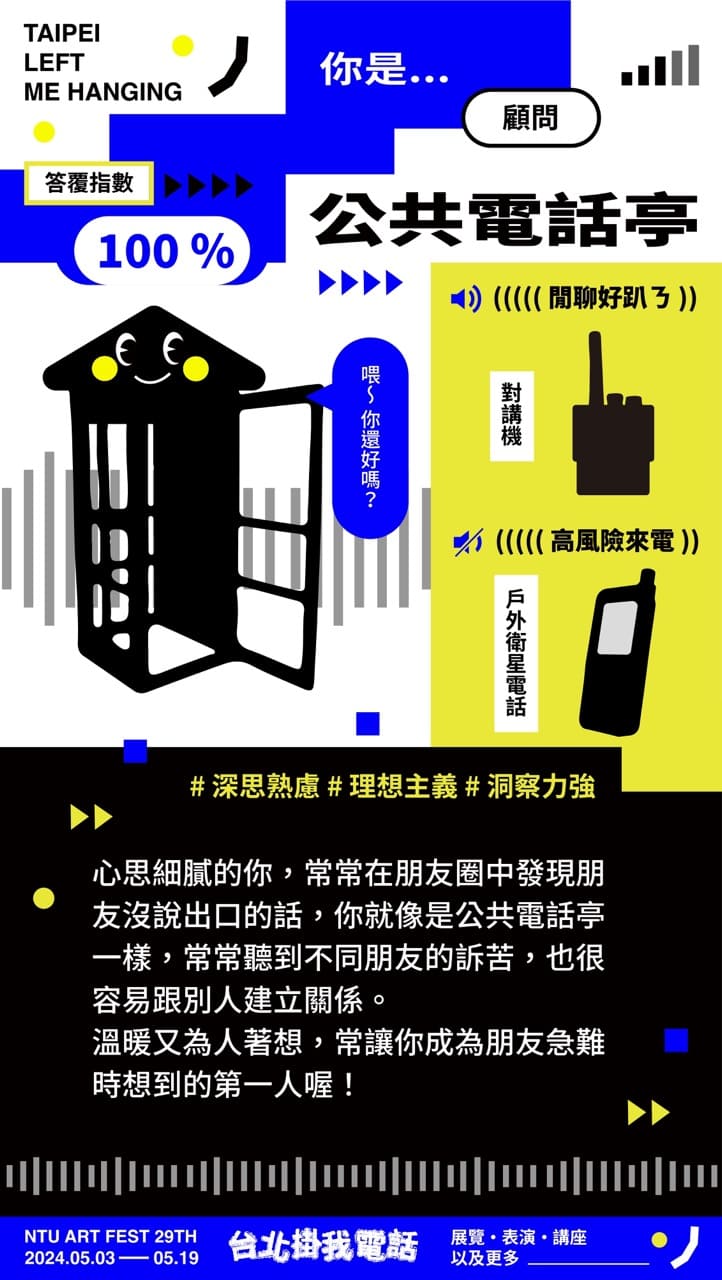 TAIPEI
LEFT
ME HANGING
你是...
顧問
答覆指數
100 %
公共電話亭
((((( 閒聊好趴ㄋ ))
對講機
喂～你還好嗎？
((((( 高風險來電 ))
戶外衛星電話
# 深思熟慮 # 理想主義 # 洞察力強
心思細膩的你，常常在朋友圈中發現朋
友沒說出口的話，你就像是公共電話亭
一樣，常常聽到不同朋友的訴苦，也很
容易跟別人建立關係。
溫暖又為人著想，常讓你成為朋友急難
時想到的第一人喔！
NTU ART FEST 29TH
2024.05.03 — 05.19
台北掛我電話
展覽・表演・講座
以及更多 ________